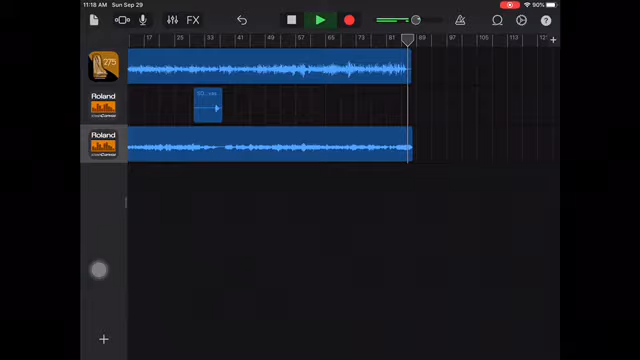 11:18 AM Sun Sep 29
90%
FX
17 25 33 41 49 57 65 73 81 89 97 105 113
275
Roland
Roland